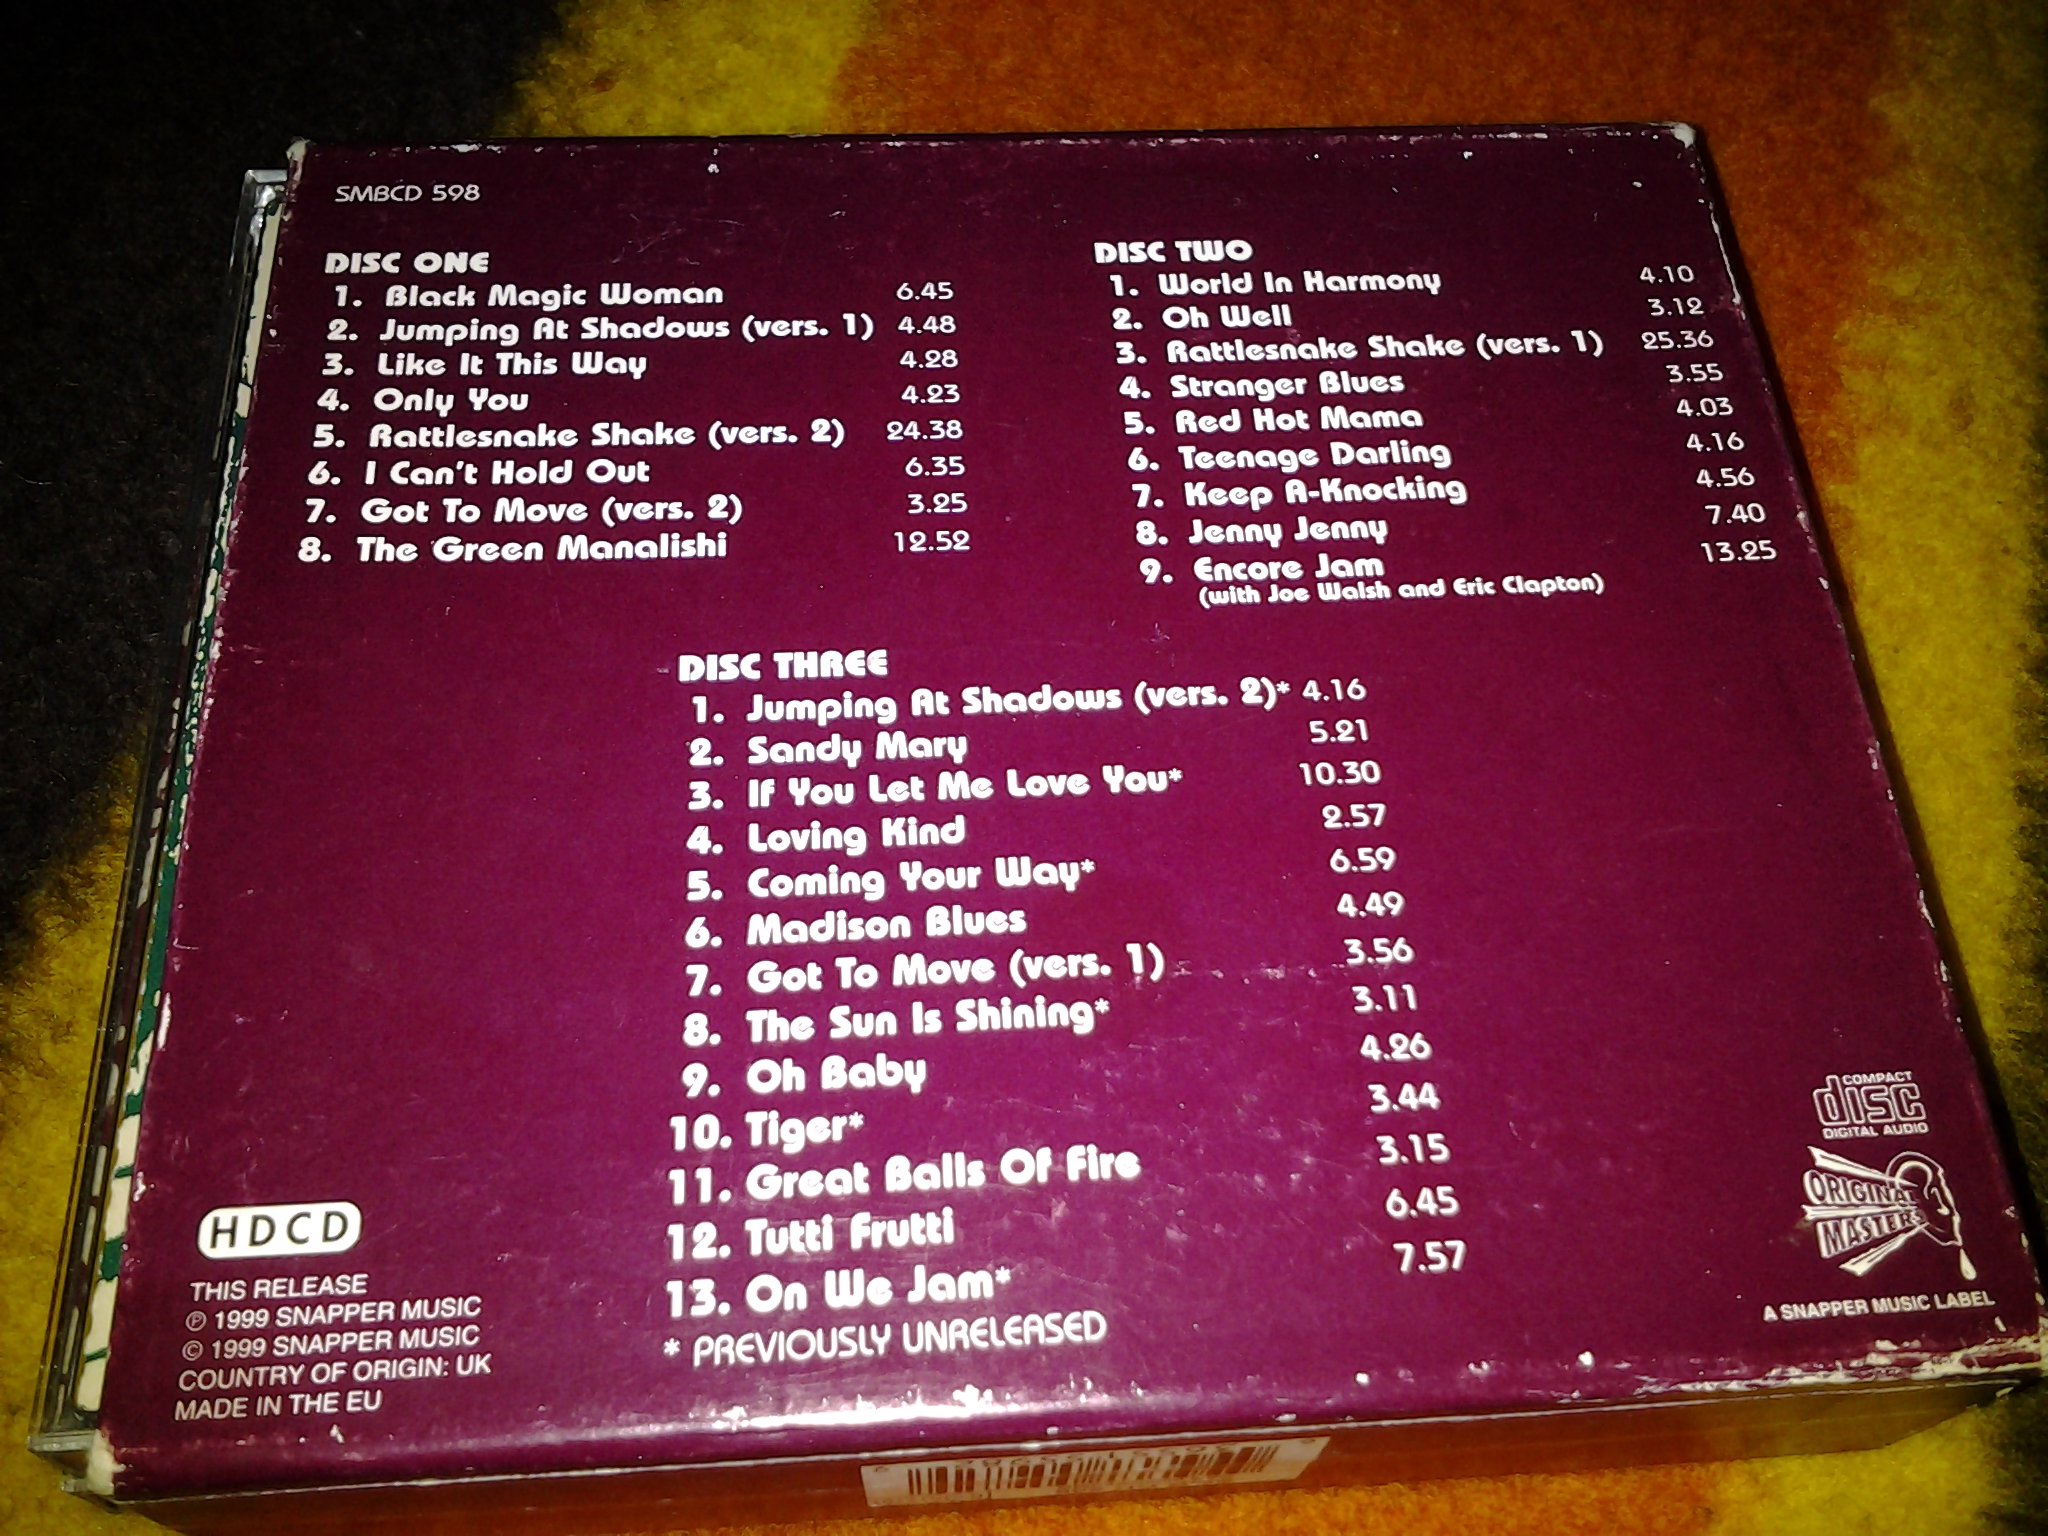 SMBCD 598
DISC ONE
1. Black Magic Woman 6.45
2. Jumping At Shadows (vers. 1) 4.48
3. Like It This Way 4.28
4. Only You 4.23
5. Rattlesnake Shake (vers. 2) 24.38
6. I Can't Hold Out 6.35
7. Got To Move (vers. 2) 3.25
8. The Green Manalishi 12.52
DISC TWO
1. World In Harmony 4.10
2. Oh Well 3.12
3. Rattlesnake Shake (vers. 1) 25.36
4. Stranger Blues 3.55
5. Red Hot Mama 4.03
6. Teenage Darling 4.16
7. Keep A-Knocking 4.56
8. Jenny Jenny 7.40
9. Encore Jam 13.25
(with Joe Walsh and Eric Clapton)
DISC THREE
1. Jumping At Shadows (vers. 2)* 4.16
2. Sandy Mary 5.21
3. If You Let Me Love You* 10.30
4. Loving Kind 2.57
5. Coming Your Way* 6.59
6. Madison Blues 4.49
7. Got To Move (vers. 1) 3.56
8. The Sun Is Shining* 3.11
9. Oh Baby 4.26
10. Tiger* 3.44
11. Great Balls Of Fire 3.15
12. Tutti Frutti 6.45
13. On We Jam* 7.57
* PREVIOUSLY UNRELEASED
HDCD
THIS RELEASE
℗ 1999 SNAPPER MUSIC
© 1999 SNAPPER MUSIC
COUNTRY OF ORIGIN: UK
MADE IN THE EU
COMPACT
disc
DIGITAL AUDIO
ORIGINAL
MASTERS
A SNAPPER MUSIC LABEL